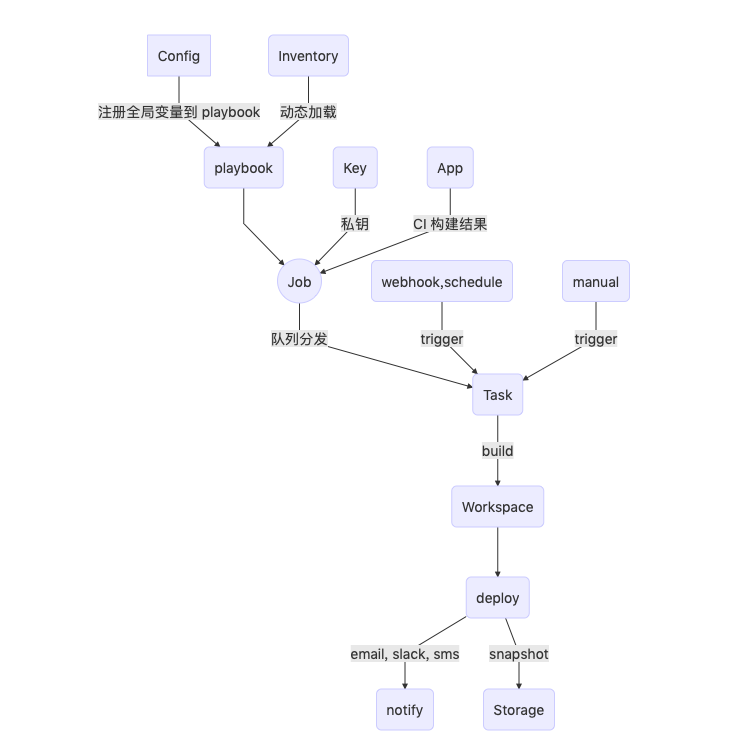 Config
Inventory
注册全局变量到 playbook
动态加载
playbook
Key
App
私钥
CI 构建结果
Job
webhook,schedule
manual
队列分发
trigger
trigger
Task
build
Workspace
deploy
email, slack, sms
snapshot
notify
Storage